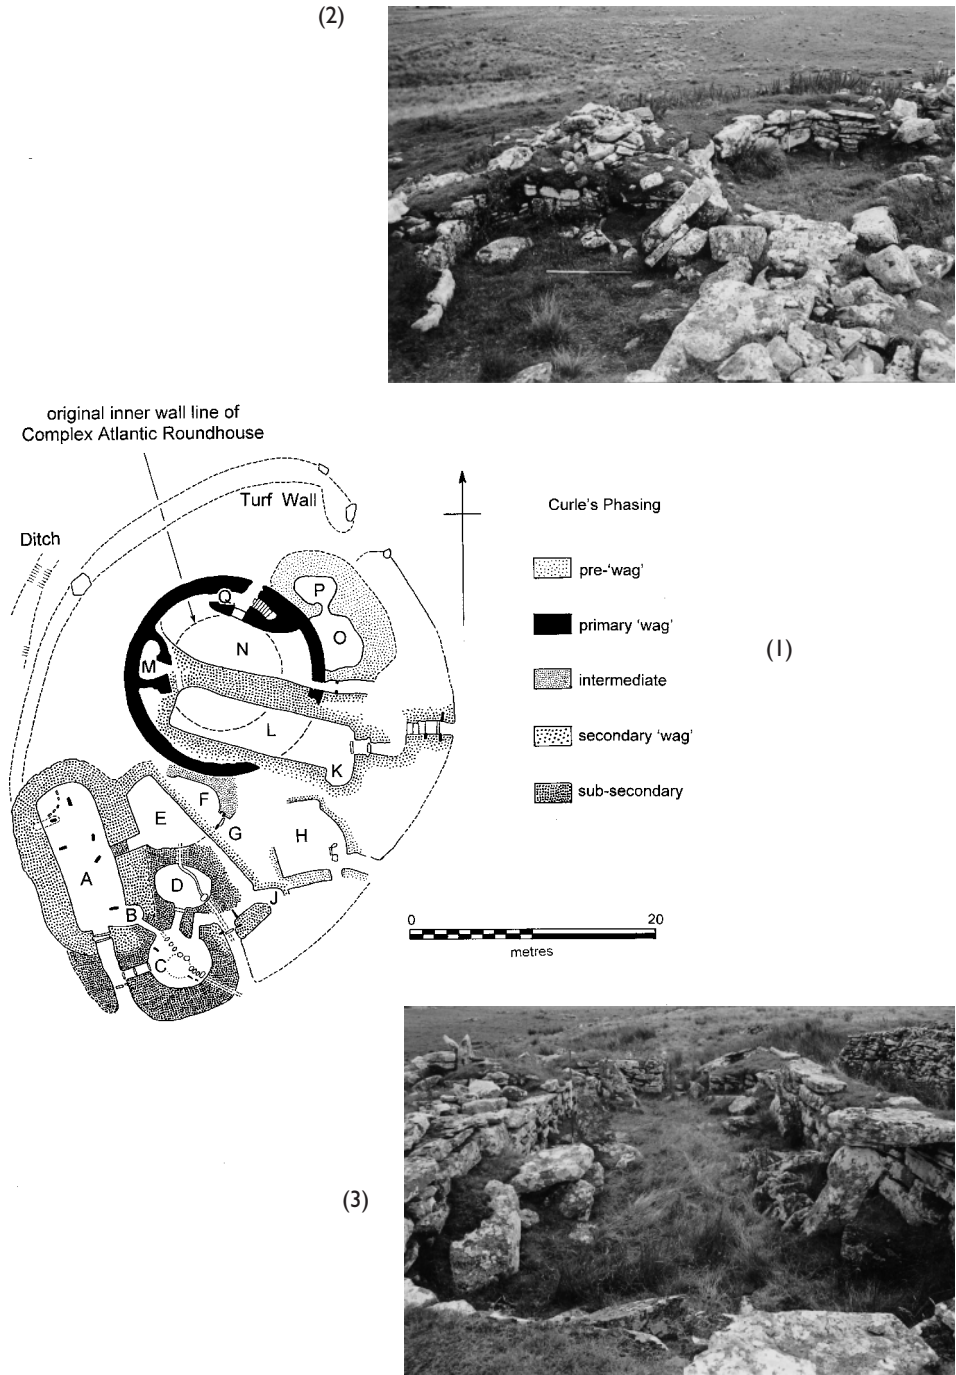 (2)
original inner wall line of
Complex Atlantic Roundhouse
Turf Wall
Ditch
Curle's Phasing
pre-'wag'
primary 'wag'
(1)
intermediate
secondary 'wag'
sub-secondary
P
Q
O
N
M
L
K
F
E
G
H
A
D
B
J
C
0
20
metres
(3)